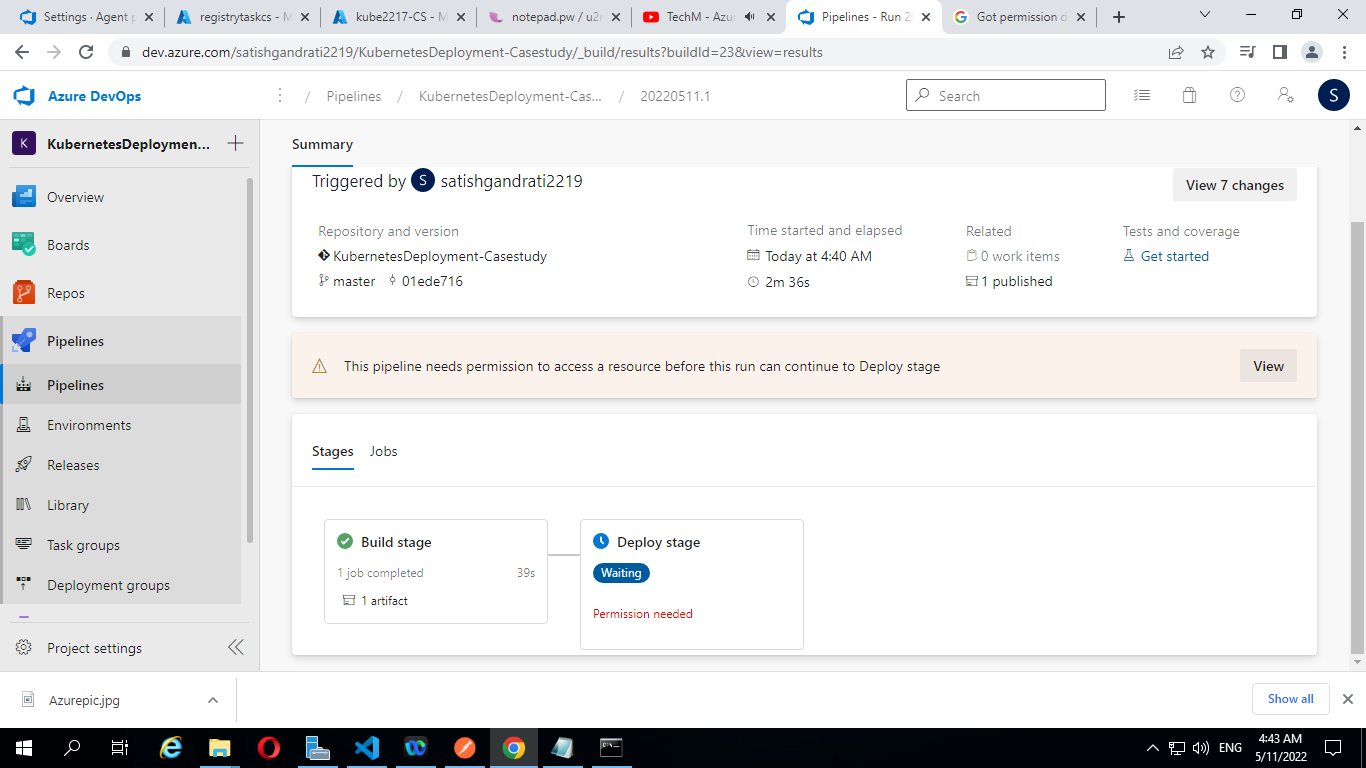 Settings · Agent p
registrytaskcs - M
kube2217-CS - M
notepad.pw / u2
TechM - Azu
Pipelines - Run 2
Got permission d
dev.azure.com/satishgandrati2219/KubernetesDeployment-Casestudy/_build/results?buildId=23&view=results
Azure DevOps
/ Pipelines / KubernetesDeployment-Cas... / 20220511.1
Search
S
K KubernetesDeploymen...
Overview
Boards
Repos
Pipelines
Pipelines
Environments
Releases
Library
Task groups
Deployment groups
Project settings
Summary
Triggered by S satishgandrati2219
View 7 changes
Repository and version
KubernetesDeployment-Casestudy
master 01ede716
Time started and elapsed
Today at 4:40 AM
2m 36s
Related
0 work items
1 published
Tests and coverage
Get started
This pipeline needs permission to access a resource before this run can continue to Deploy stage
View
Stages Jobs
Build stage
1 job completed 39s
1 artifact
Deploy stage
Waiting
Permission needed
Azurepic.jpg
Show all
ENG
4:43 AM
5/11/2022